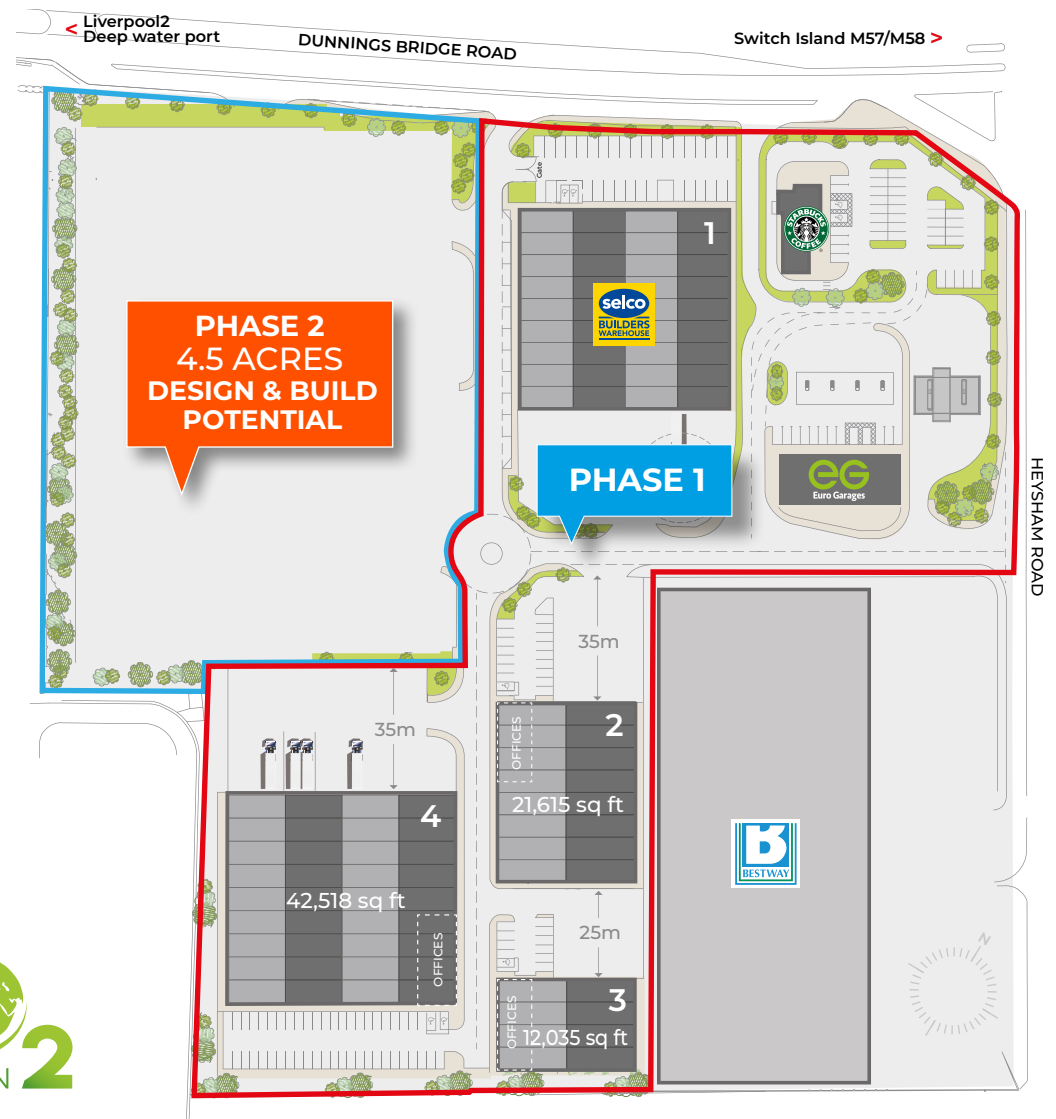 < Liverpool2
Deep water port
DUNNINGS BRIDGE ROAD
Switch Island M57/M58 >
Gate
1
STARBUCKS
COFFEE
selco
BUILDERS
WAREHOUSE
PHASE 2
4.5 ACRES
DESIGN & BUILD
POTENTIAL
PHASE 1
eG
Euro Garages
HEYSHAM ROAD
35m
35m
OFFICES
2
21,615 sq ft
4
42,518 sq ft
OFFICES
B
BESTWAY
25m
N
OFFICES
3
12,035 sq ft
N 2